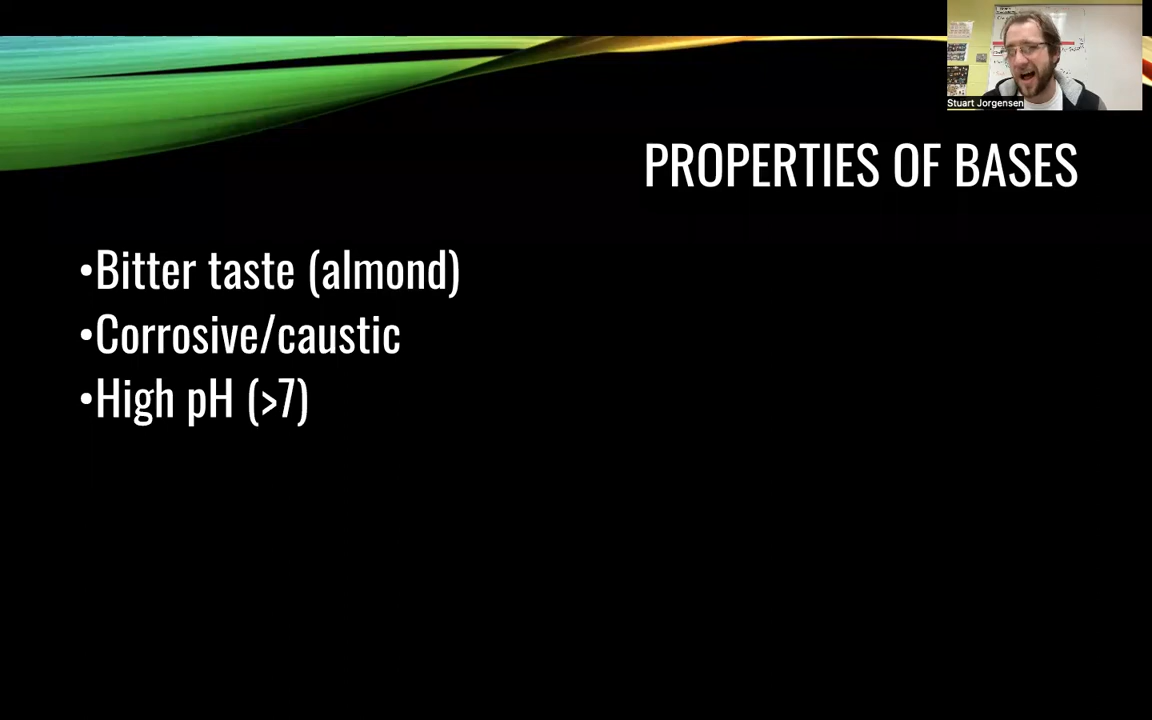 Stuart Jorgensen
PROPERTIES OF BASES
•Bitter taste (almond)
•Corrosive/caustic
•High pH (>7)